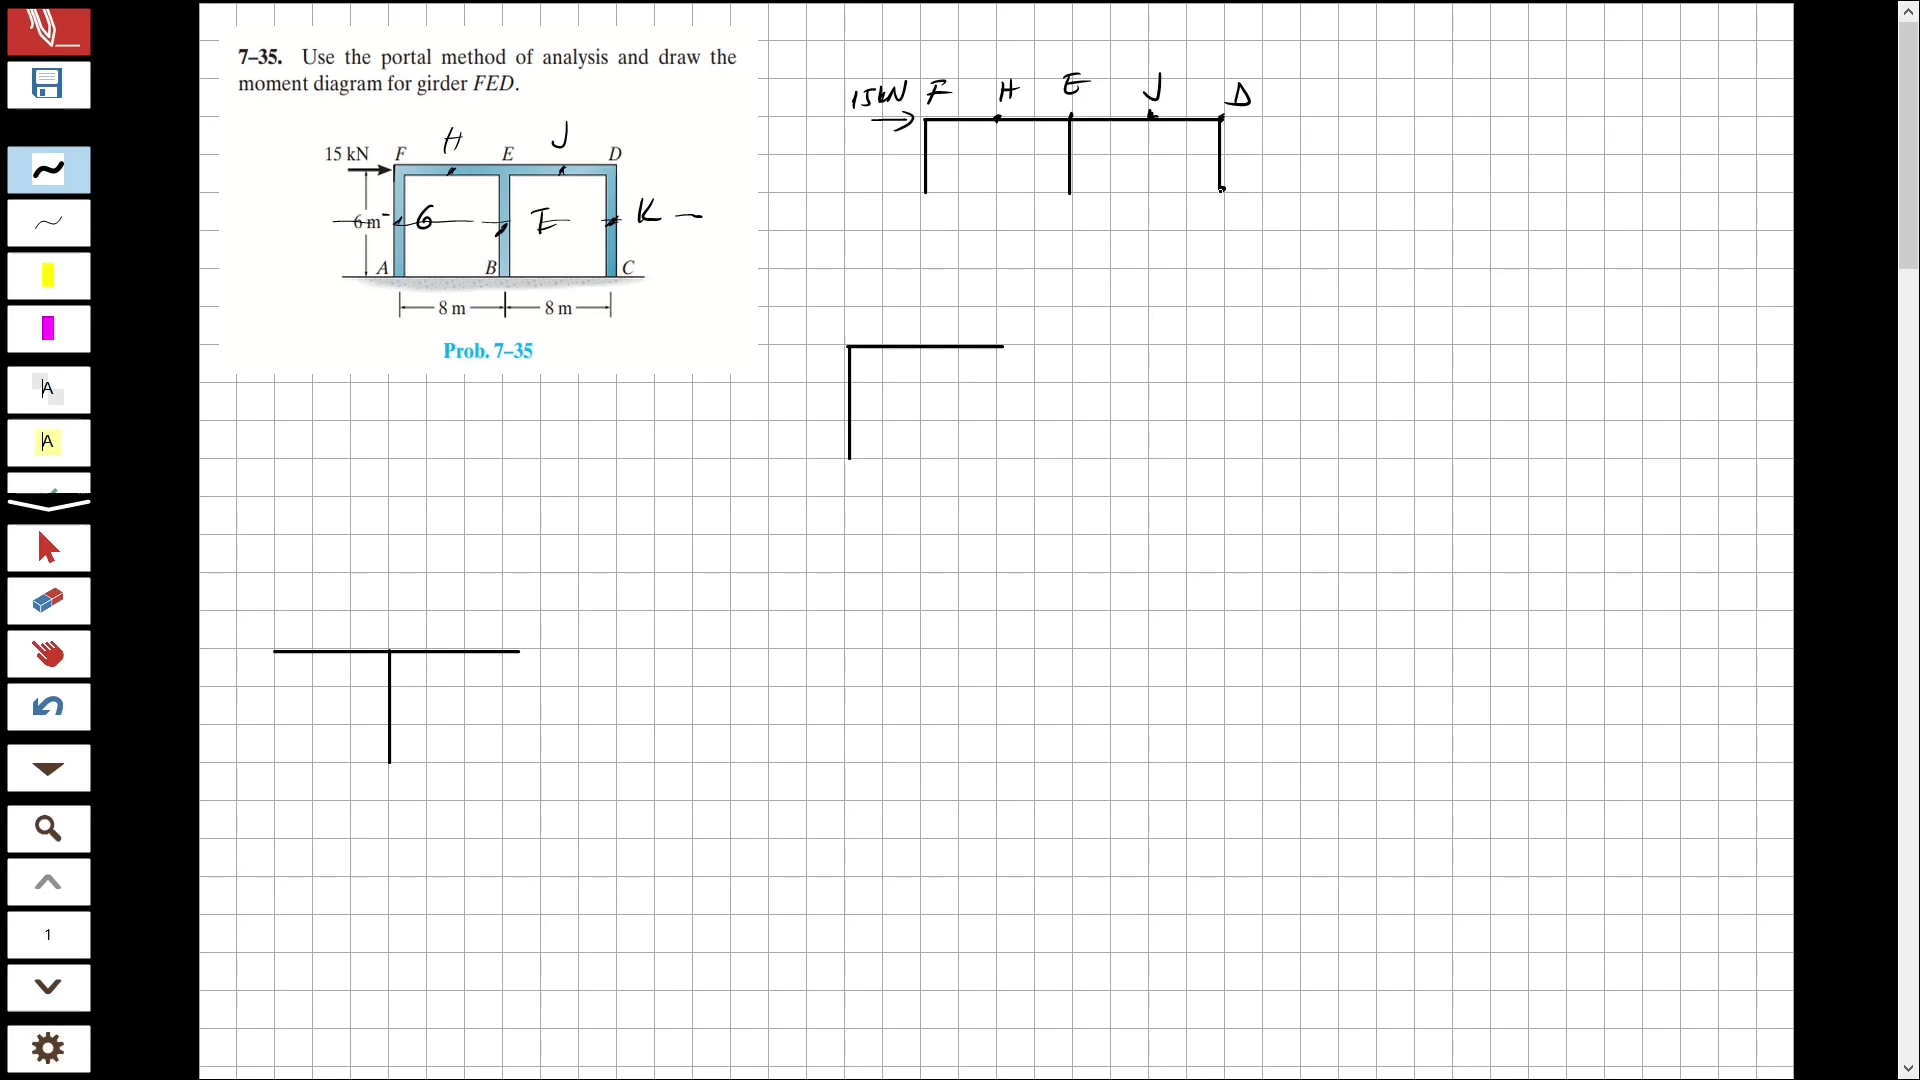 7–35. Use the portal method of analysis and draw the
moment diagram for girder FED.
H J
15 kN F E D
6 m G I K
A B C
8 m 8 m
Prob. 7–35
15kN F H E J D
A
A
1